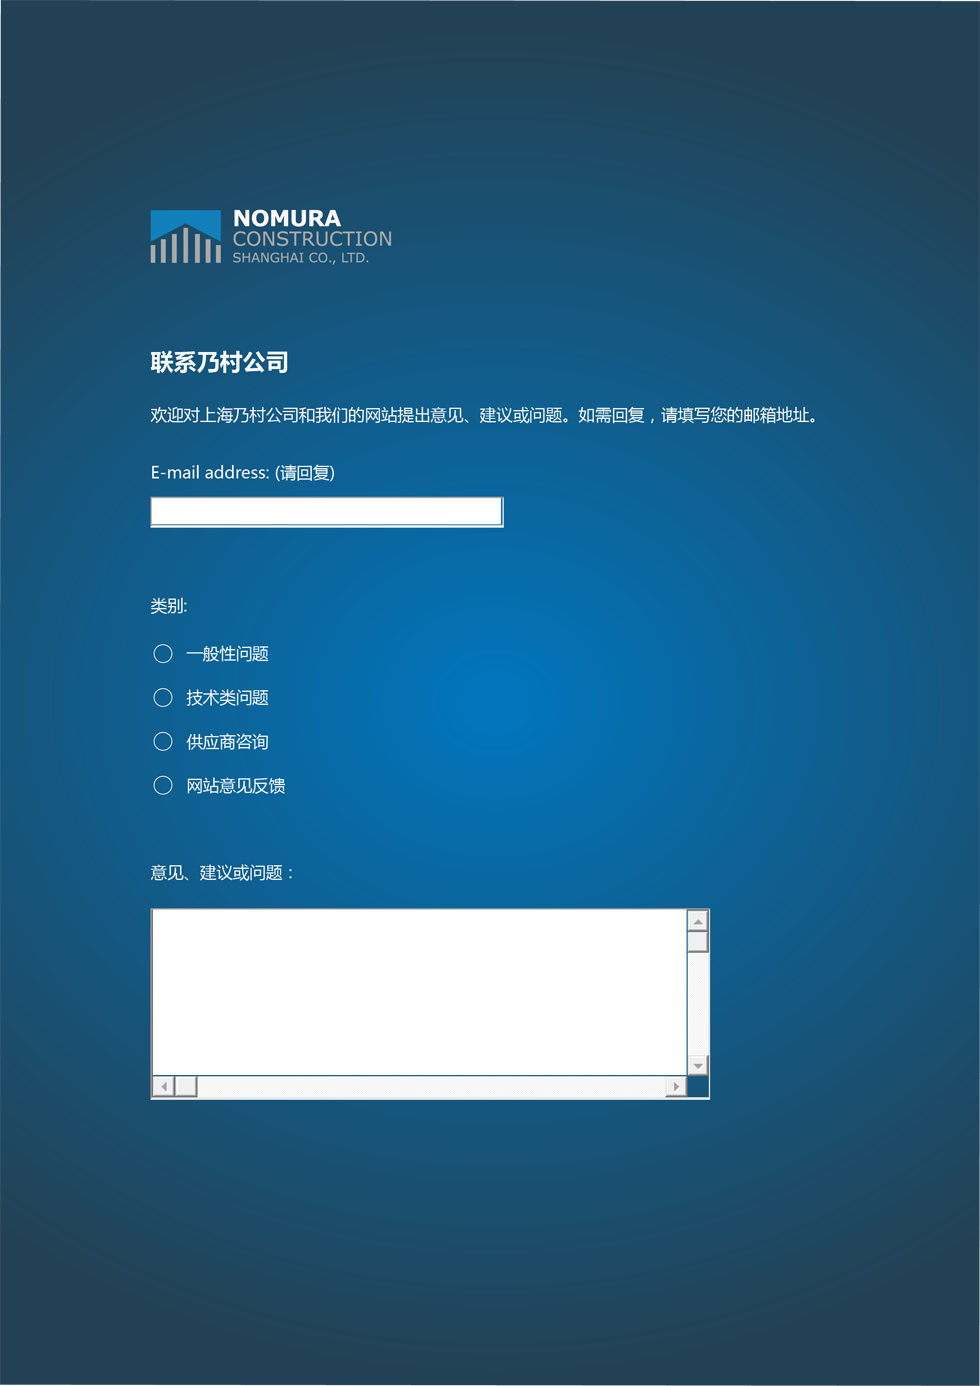 NOMURA
CONSTRUCTION
SHANGHAI CO., LTD.
联系乃村公司
欢迎对上海乃村公司和我们的网站提出意见、建议或问题。如需回复，请填写您的邮箱地址。
E-mail address: (请回复)
类别:
一般性问题
技术类问题
供应商咨询
网站意见反馈
意见、建议或问题：